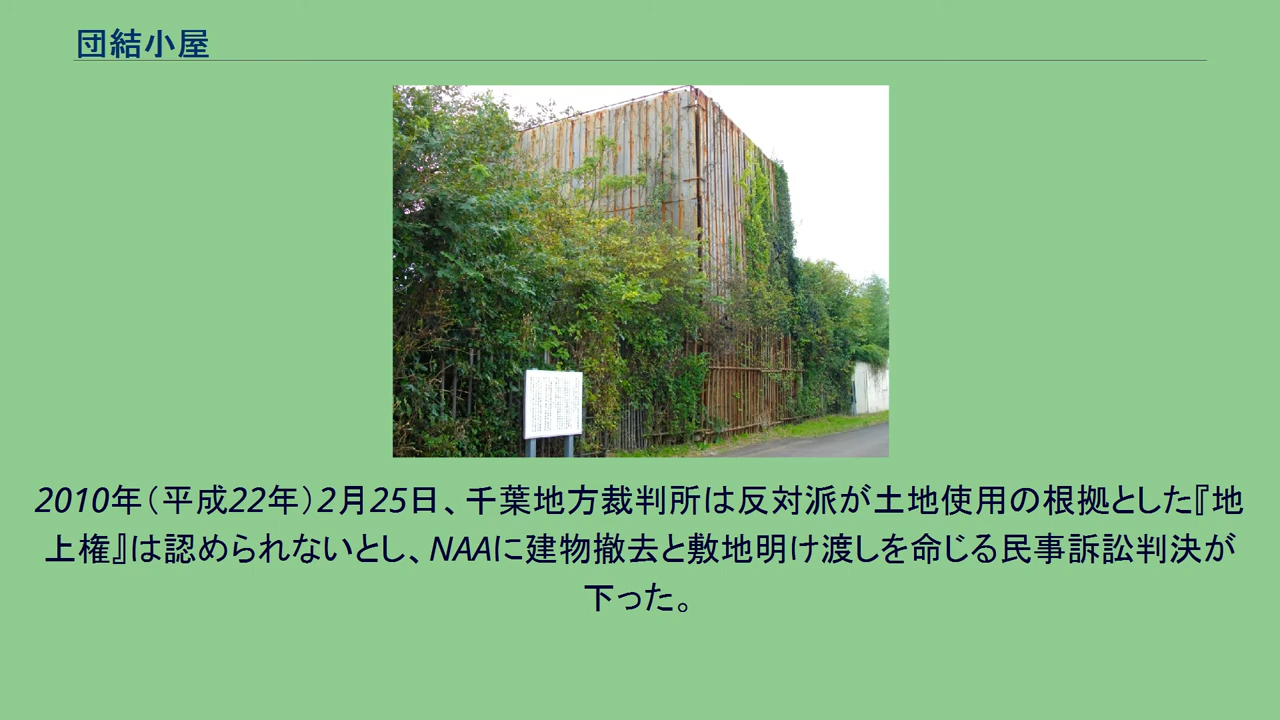 団結小屋
2010年（平成22年）2月25日、千葉地方裁判所は反対派が土地使用の根拠とした『地
上権』は認められないとし、NAAに建物撤去と敷地明け渡しを命じる民事訴訟判決が
下った。